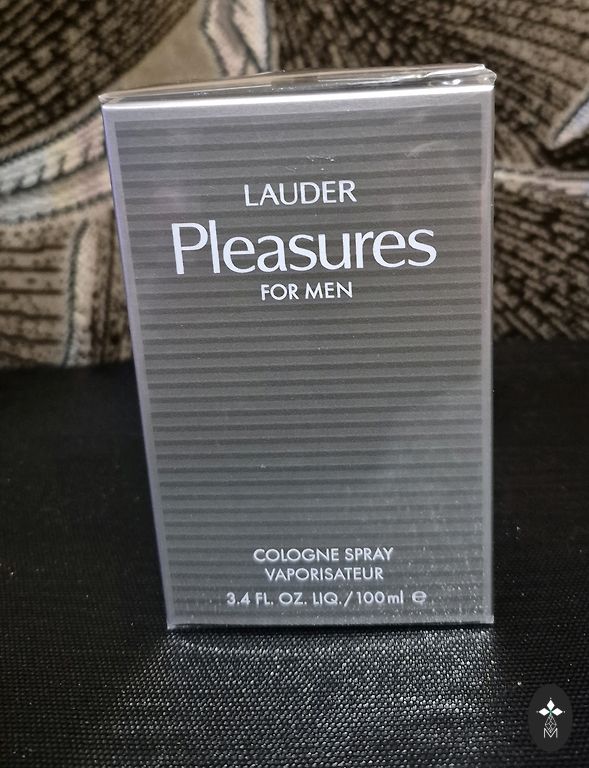 LAUDER
Pleasures
FOR MEN
COLOGNE SPRAY
VAPORISATEUR
3.4 FL. OZ. LIQ./100ml ℮